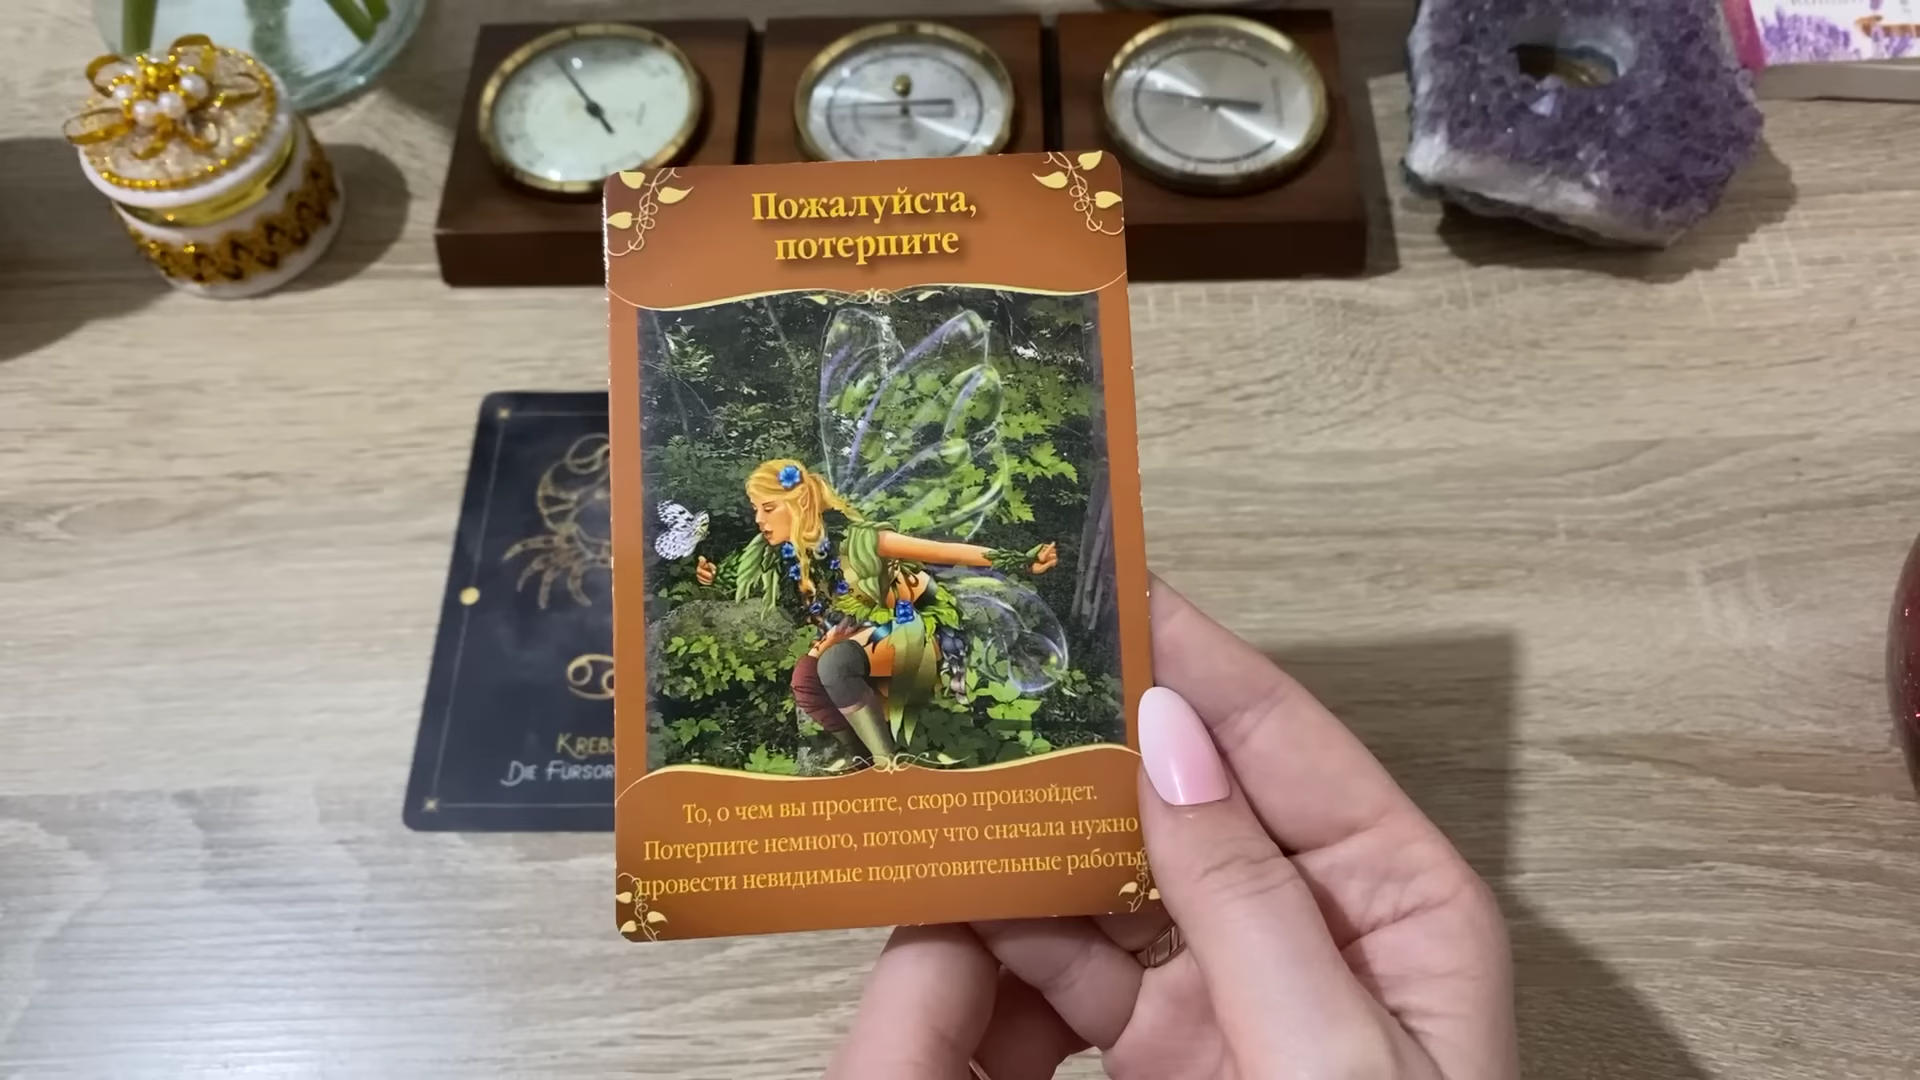 Пожалуйста,
потерпите
То, о чем вы просите, скоро произойдет.
Потерпите немного, потому что сначала нужно
провести невидимые подготовительные работы
KREBS
DIE